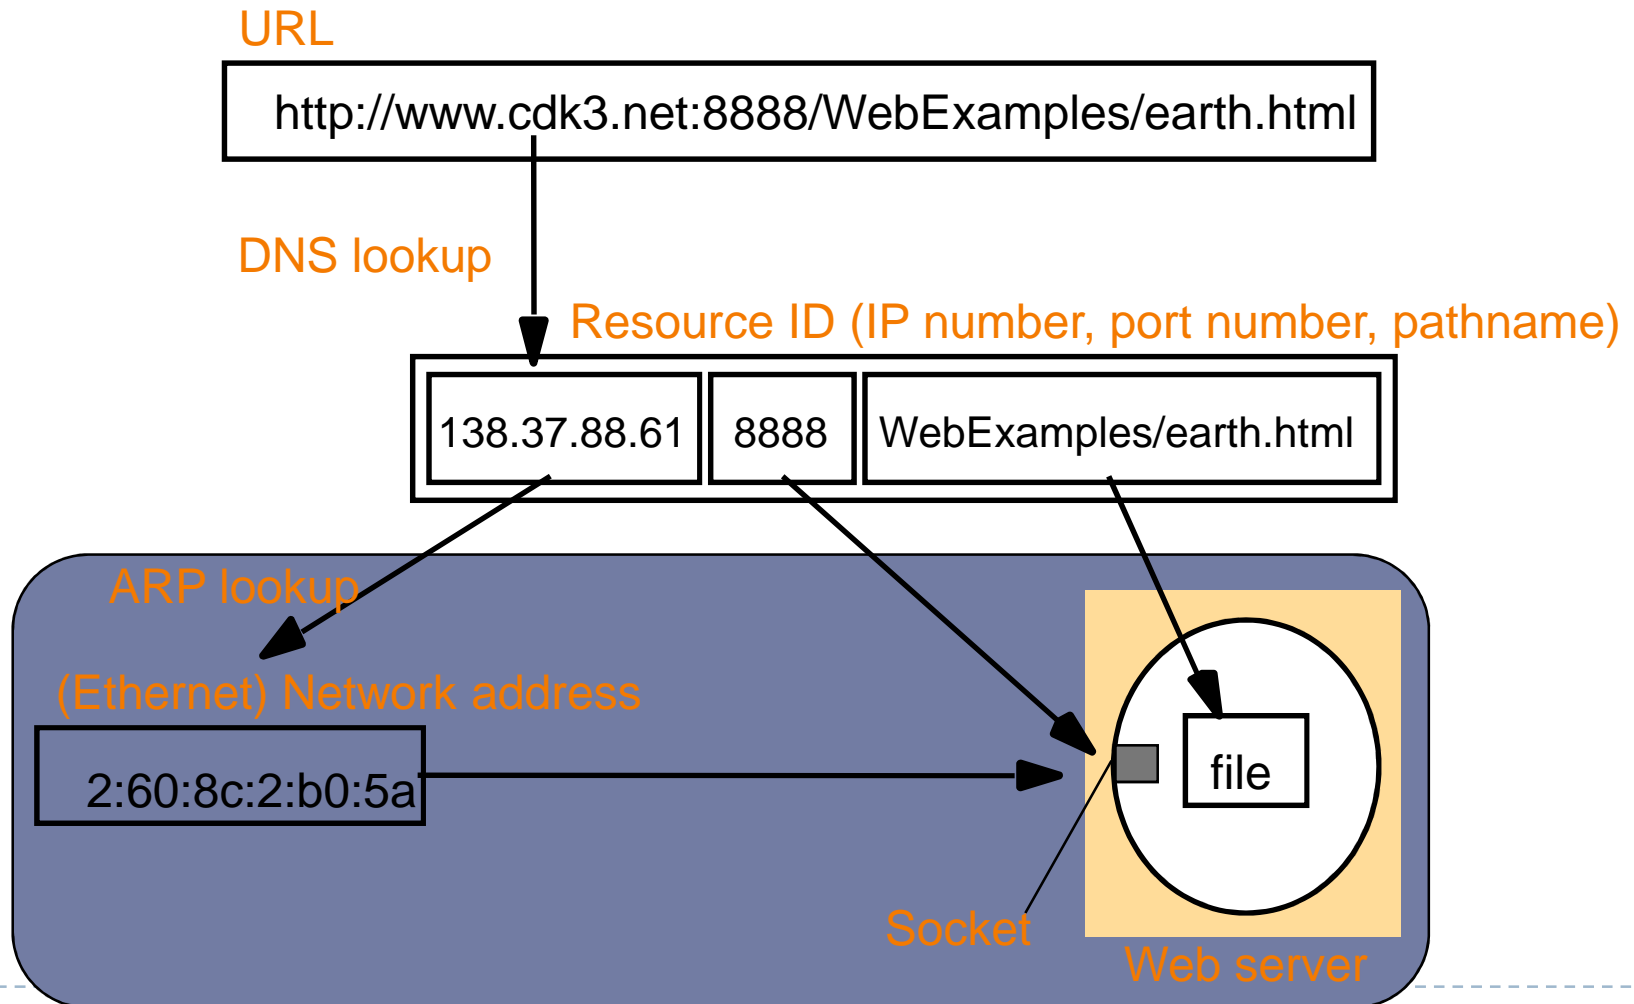 URL
http://www.cdk3.net:8888/WebExamples/earth.html
DNS lookup
Resource ID (IP number, port number, pathname)
138.37.88.61
8888
WebExamples/earth.html
ARP lookup
(Ethernet) Network address
2:60:8c:2:b0:5a
file
Socket
Web server